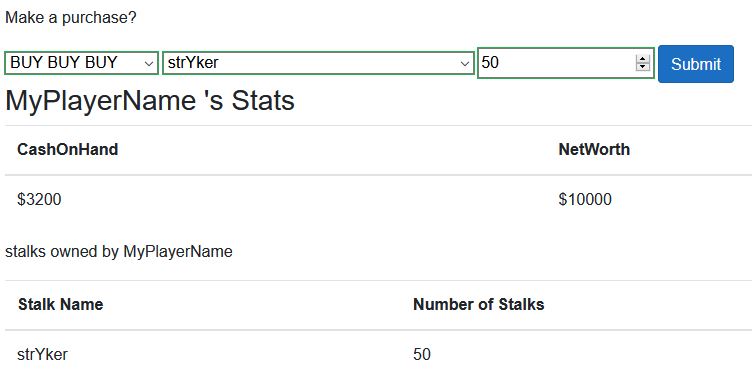 Make a purchase?
BUY BUY BUY strYker 50 Submit
MyPlayerName 's Stats
CashOnHand NetWorth
$3200 $10000
stalks owned by MyPlayerName
Stalk Name Number of Stalks
strYker 50